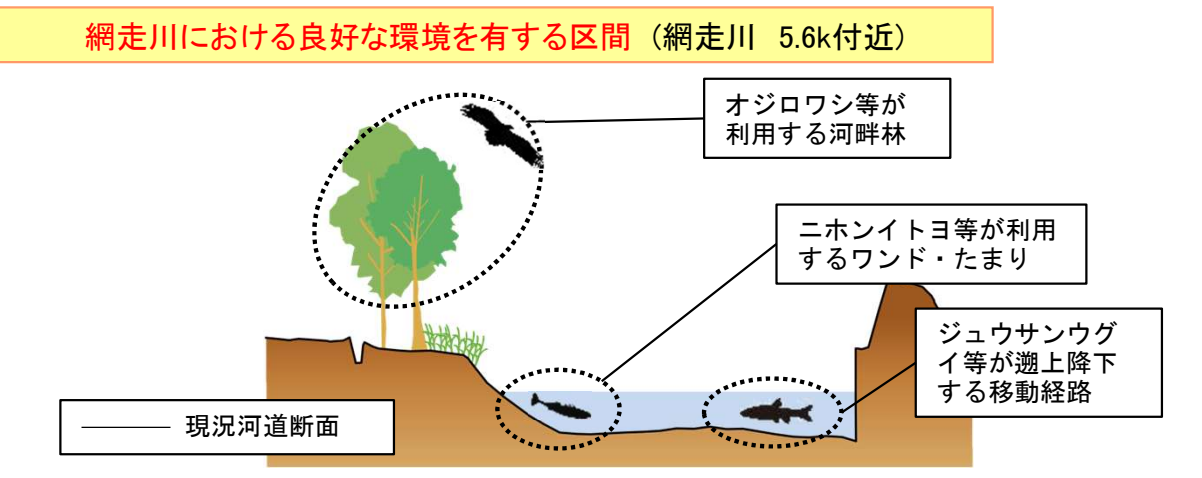 網走川における良好な環境を有する区間（網走川　5.6k付近）
オジロワシ等が
利用する河畔林
ニホンイトヨ等が利用
するワンド・たまり
ジュウサンウグ
イ等が遡上降下
する移動経路
現況河道断面